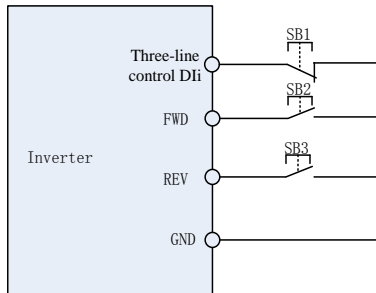 SB1
Three-line
control DIi
SB2
FWD
SB3
Inverter
REV
GND